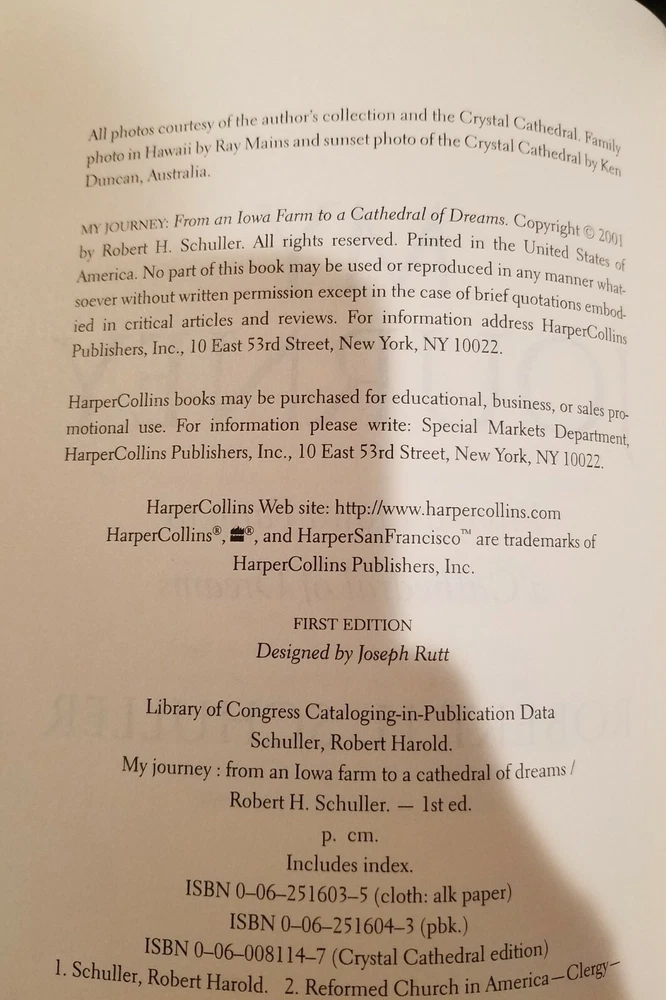 All photos courtesy of the author's collection and the Crystal Cathedral. Family
photo in Hawaii by Ray Mains and sunset photo of the Crystal Cathedral by Ken
Duncan, Australia.
MY JOURNEY: From an Iowa Farm to a Cathedral of Dreams. Copyright © 2001
by Robert H. Schuller. All rights reserved. Printed in the United States of
America. No part of this book may be used or reproduced in any manner what-
soever without written permission except in the case of brief quotations embod-
ied in critical articles and reviews. For information address HarperCollins
Publishers, Inc., 10 East 53rd Street, New York, NY 10022.
HarperCollins books may be purchased for educational, business, or sales pro-
motional use. For information please write: Special Markets Department,
HarperCollins Publishers, Inc., 10 East 53rd Street, New York, NY 10022.
HarperCollins Web site: http://www.harpercollins.com
HarperCollins®, ®, and HarperSanFrancisco™ are trademarks of
HarperCollins Publishers, Inc.
FIRST EDITION
Designed by Joseph Rutt
Library of Congress Cataloging-in-Publication Data
Schuller, Robert Harold.
My journey : from an Iowa farm to a cathedral of dreams /
Robert H. Schuller. — 1st ed.
p. cm.
Includes index.
ISBN 0–06–251603–5 (cloth: alk paper)
ISBN 0–06–251604–3 (pbk.)
ISBN 0–06–008114–7 (Crystal Cathedral edition)
1. Schuller, Robert Harold. 2. Reformed Church in America—Clergy—